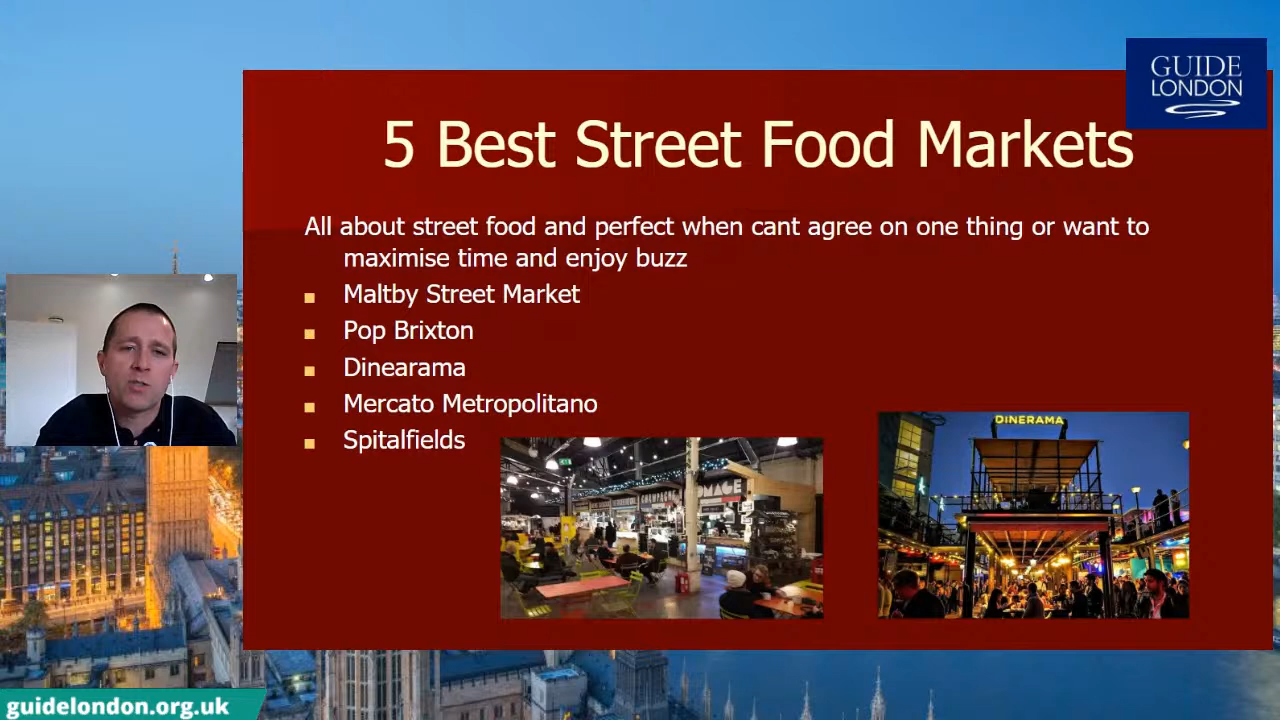 GUIDE
LONDON
5 Best Street Food Markets
All about street food and perfect when cant agree on one thing or want to
maximise time and enjoy buzz
Maltby Street Market
Pop Brixton
Dinearama
Mercato Metropolitano
Spitalfields
DINERAMA
CHAMPAGNE
guidelondon.org.uk